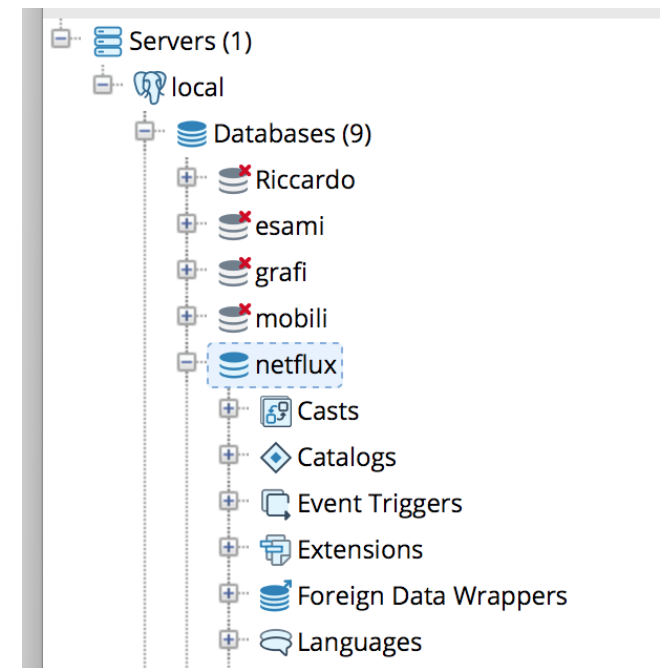 Servers (1)
local
Databases (9)
Riccardo
esami
grafi
mobili
netflux
Casts
Catalogs
Event Triggers
Extensions
Foreign Data Wrappers
Languages